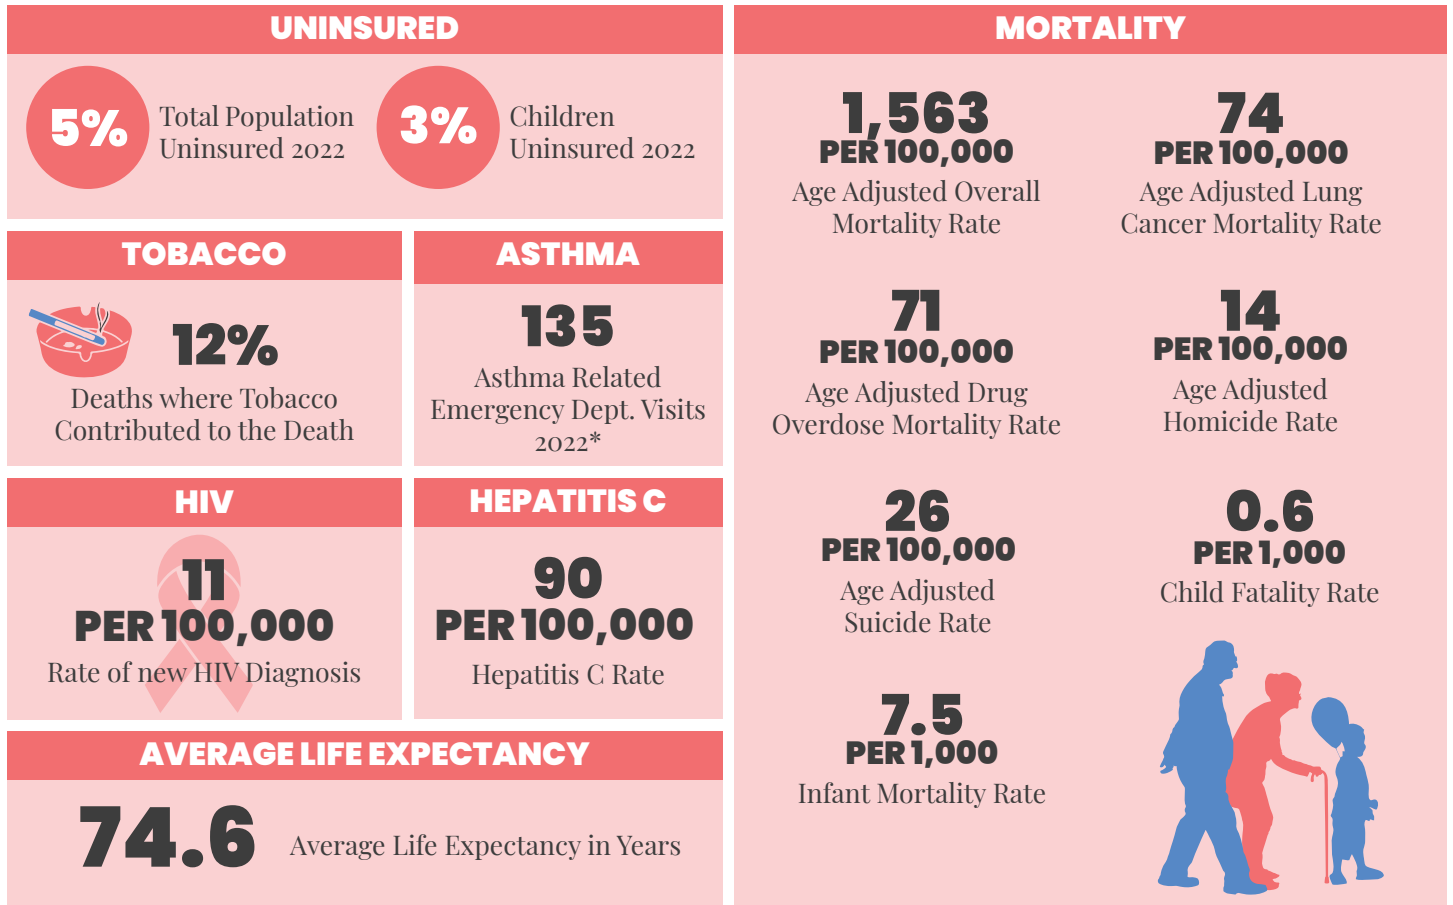 UNINSURED
5%
Total Population
Uninsured 2022
3%
Children
Uninsured 2022
TOBACCO
12%
Deaths where Tobacco
Contributed to the Death
ASTHMA
135
Asthma Related
Emergency Dept. Visits
2022*
HIV
11
PER 100,000
Rate of new HIV Diagnosis
HEPATITIS C
90
PER 100,000
Hepatitis C Rate
AVERAGE LIFE EXPECTANCY
74.6
Average Life Expectancy in Years
MORTALITY
1,563
PER 100,000
Age Adjusted Overall
Mortality Rate
74
PER 100,000
Age Adjusted Lung
Cancer Mortality Rate
71
PER 100,000
Age Adjusted Drug
Overdose Mortality Rate
14
PER 100,000
Age Adjusted
Homicide Rate
26
PER 100,000
Age Adjusted
Suicide Rate
0.6
PER 1,000
Child Fatality Rate
7.5
PER 1,000
Infant Mortality Rate